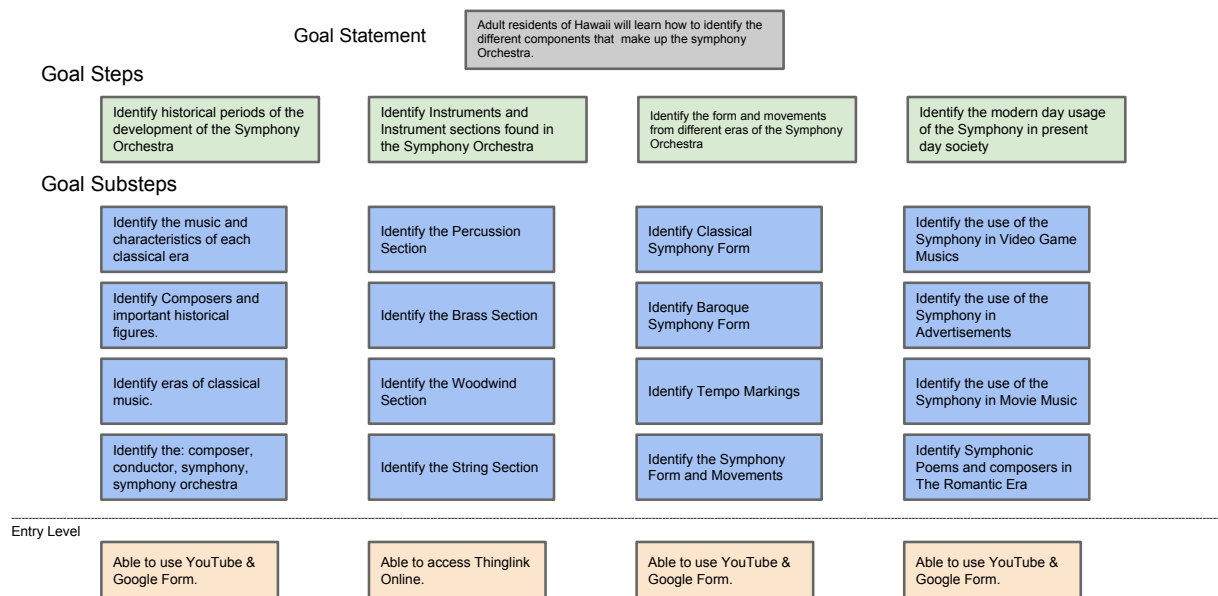 Goal Statement
Adult residents of Hawaii will learn how to identify the
different components that make up the symphony
Orchestra.
Goal Steps
Identify historical periods of the
development of the Symphony
Orchestra
Identify Instruments and
Instrument sections found in
the Symphony Orchestra
Identify the form and movements
from different eras of the Symphony
Orchestra
Identify the modern day usage
of the Symphony in present
day society
Goal Substeps
Identify the music and
characteristics of each
classical era
Identify the Percussion
Section
Identify Classical
Symphony Form
Identify the use of the
Symphony in Video Game
Musics
Identify Composers and
important historical
figures.
Identify the Brass Section
Identify Baroque
Symphony Form
Identify the use of the
Symphony in
Advertisements
Identify eras of classical
music.
Identify the Woodwind
Section
Identify Tempo Markings
Identify the use of the
Symphony in Movie Music
Identify the: composer,
conductor, symphony,
symphony orchestra
Identify the String Section
Identify the Symphony
Form and Movements
Identify Symphonic
Poems and composers in
The Romantic Era
Entry Level
Able to use YouTube &
Google Form.
Able to access Thinglink
Online.
Able to use YouTube &
Google Form.
Able to use YouTube &
Google Form.